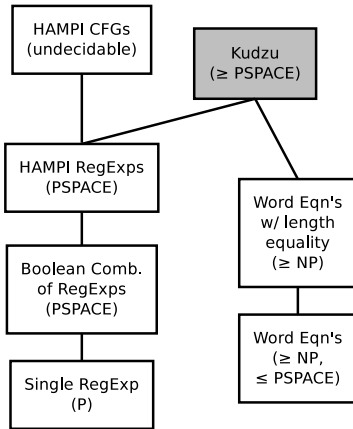 HAMPI CFGs
(undecidable)
Kudzu
(≥ PSPACE)
HAMPI RegExps
(PSPACE)
Word Eqn's
w/ length
equality
(≥ NP)
Boolean Comb.
of RegExps
(PSPACE)
Word Eqn's
(≥ NP,
≤ PSPACE)
Single RegExp
(P)